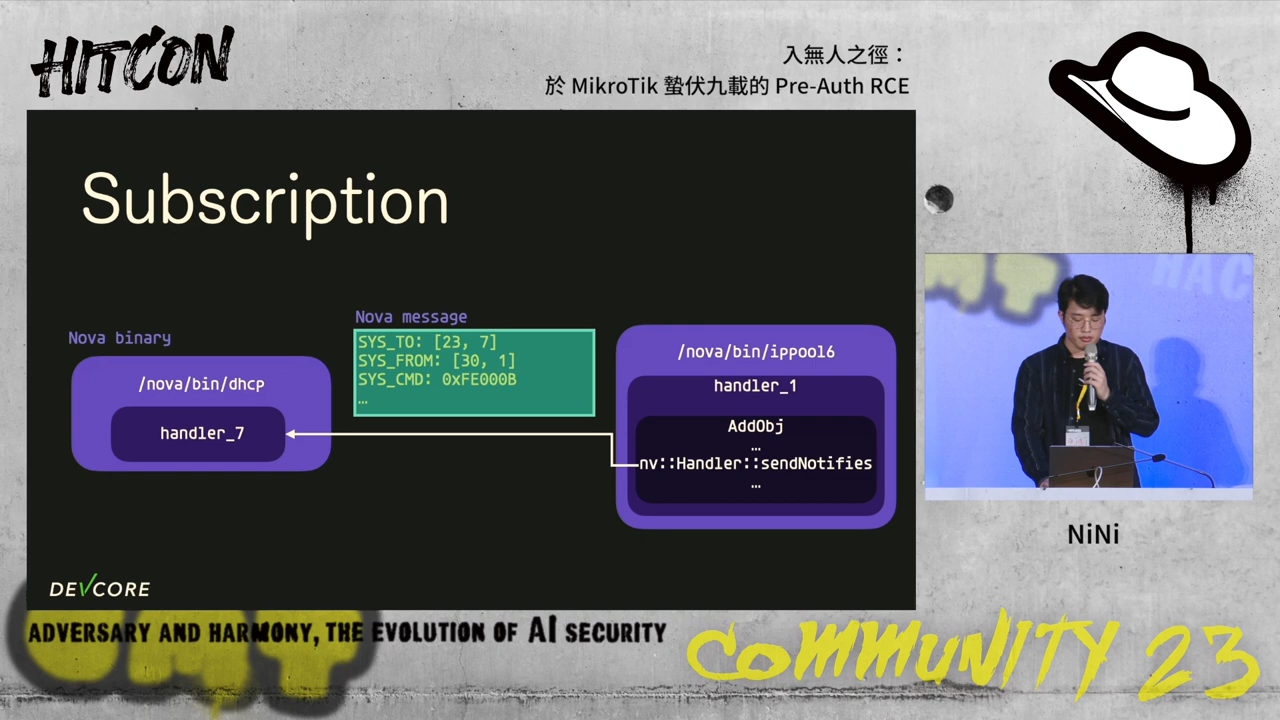 HITCON
入無人之徑：
於 MikroTik 蟄伏九載的 Pre-Auth RCE
Subscription
Nova binary
/nova/bin/dhcp
handler_7
Nova message
SYS_TO: [23, 7]
SYS_FROM: [30, 1]
SYS_CMD: 0xFE000B
…
/nova/bin/ippool6
handler_1
AddObj
…
nv::Handler::sendNotifies
…
DEVCORE
HAC
NiNi
CMT
ADVERSARY AND HARMONY, THE EVOLUTION OF AI SECURITY
COMMUNITY 23